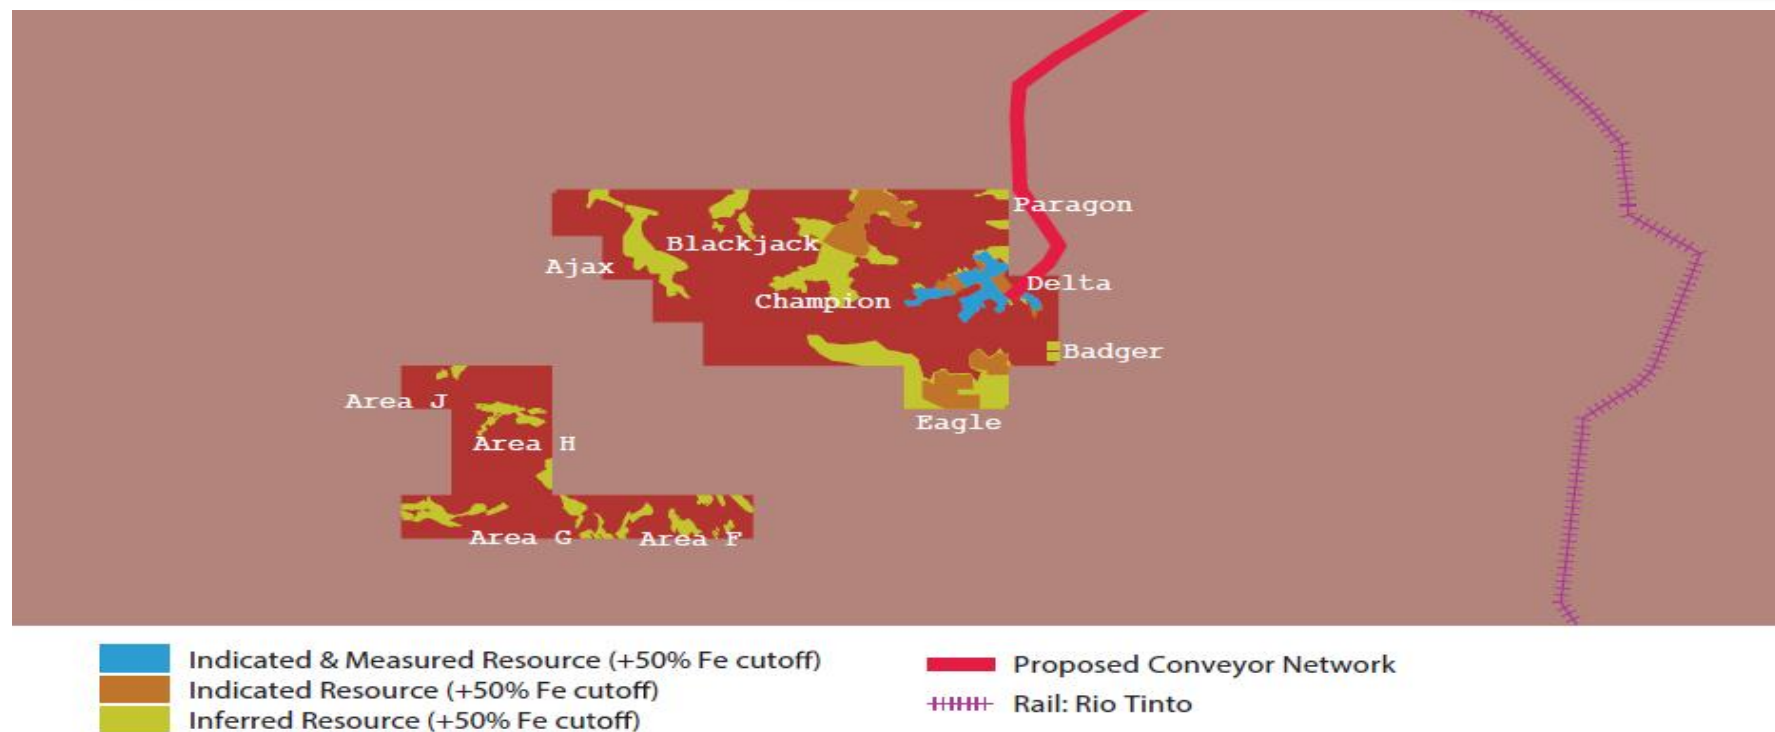 Paragon
Blackjack
Ajax
Delta
Champion
Badger
Area J
Eagle
Area H
Area G
Area F
Indicated & Measured Resource (+50% Fe cutoff)
Indicated Resource (+50% Fe cutoff)
Inferred Resource (+50% Fe cutoff)
Proposed Conveyor Network
Rail: Rio Tinto